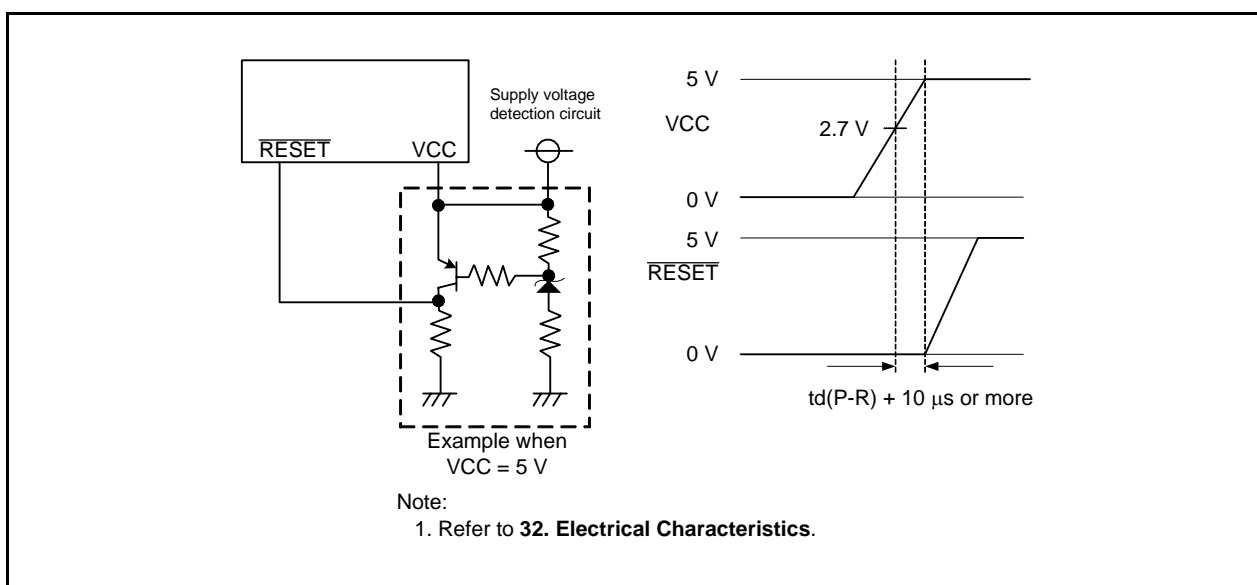 RESET
VCC
Supply voltage
detection circuit
Example when
VCC = 5 V
5 V
VCC
2.7 V
0 V
5 V
RESET
0 V
td(P-R) + 10 μs or more
Note:
1. Refer to 32. Electrical Characteristics.